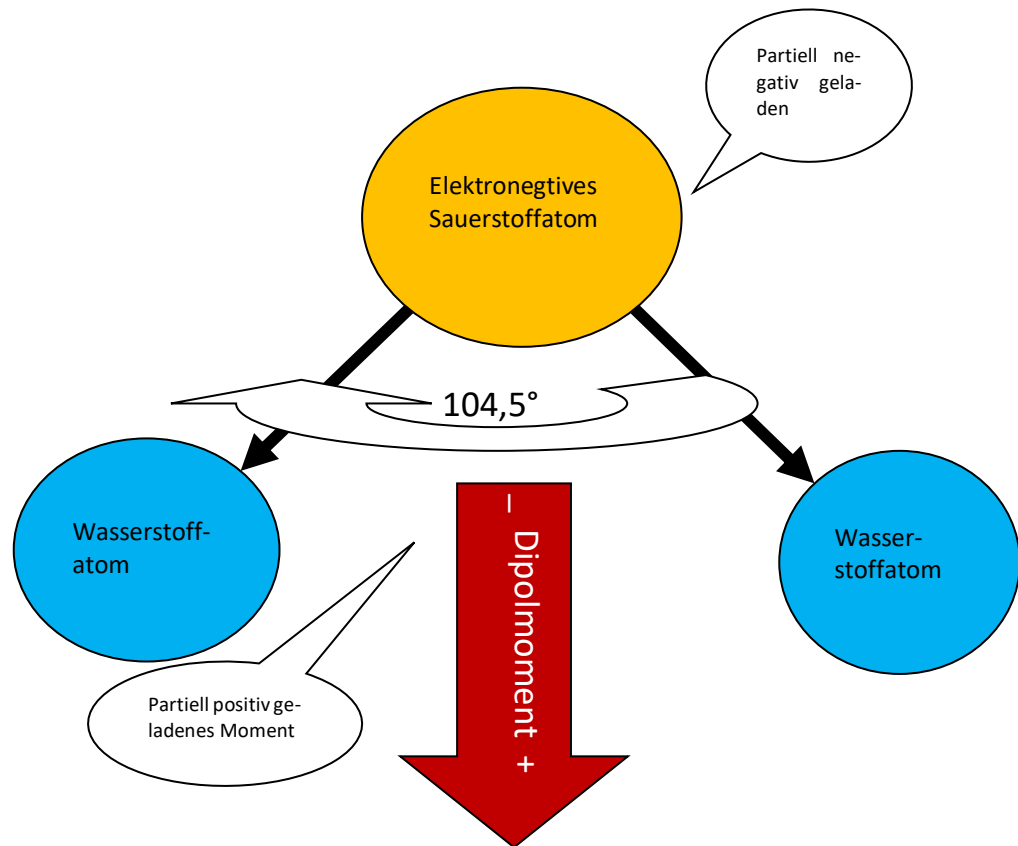 Partiell ne-
gativ gela-
den
Elektronegtives
Sauerstoffatom
104,5°
Wasserstoff-
atom
Wasser-
stoffatom
– Dipolmoment +
Partiell positiv ge-
ladenes Moment